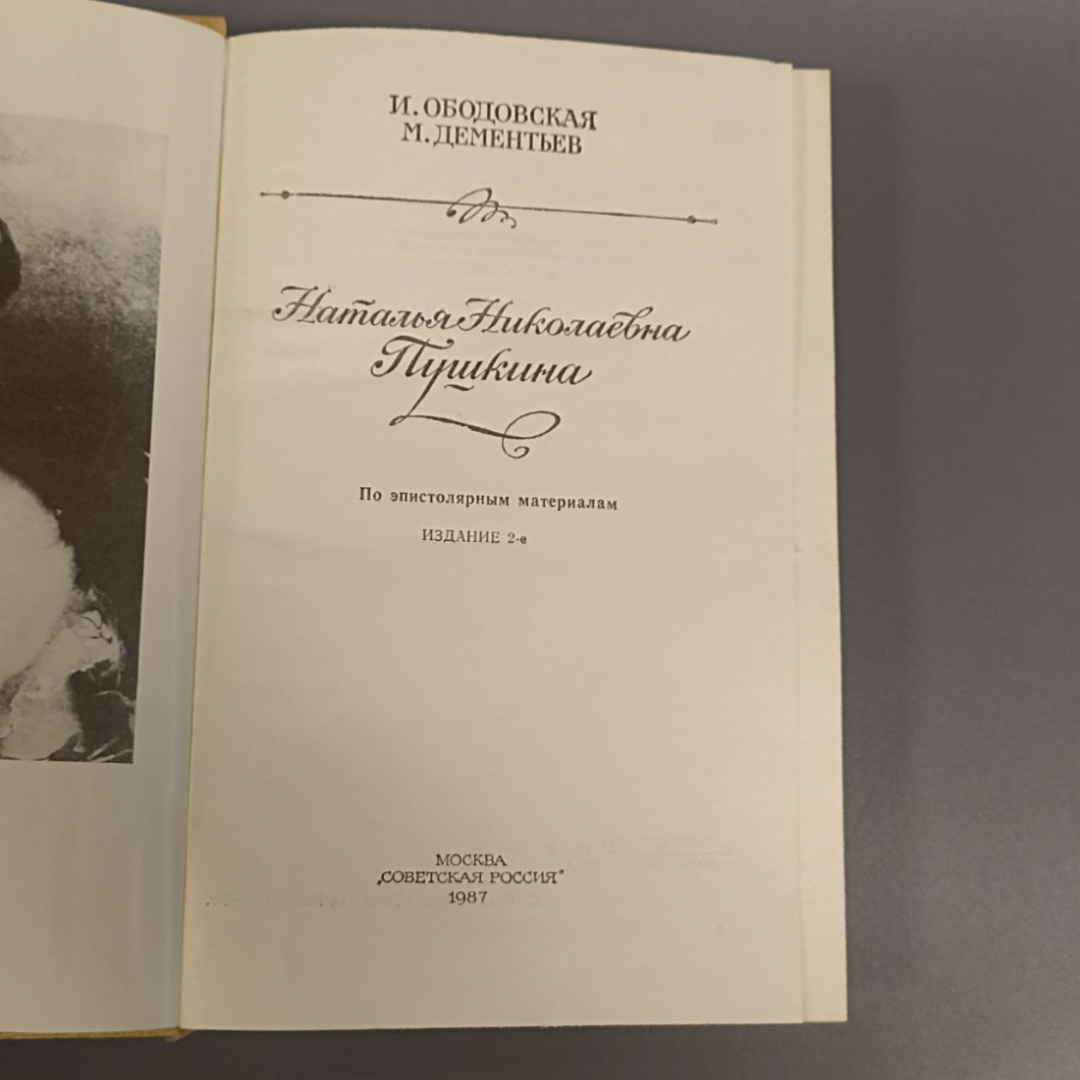 И. ОБОДОВСКАЯ
М. ДЕМЕНТЬЕВ
Наталья Николаевна
Пушкина
По эпистолярным материалам
ИЗДАНИЕ 2-е
МОСКВА
„СОВЕТСКАЯ РОССИЯ"
1987